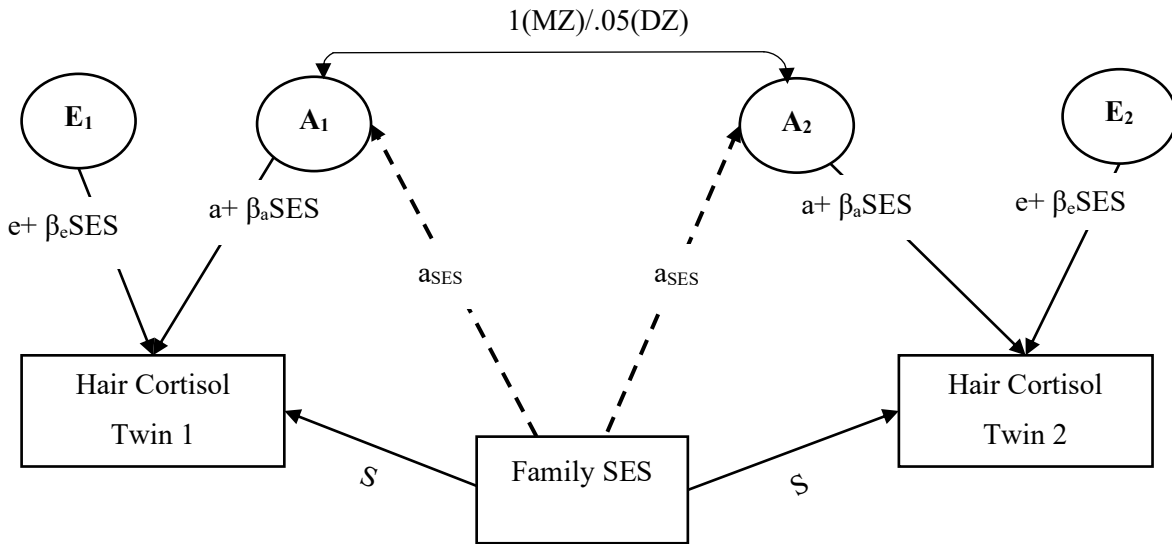 1(MZ)/.05(DZ)
E₁
A₁
A₂
E₂
e+ βₑSES
a+ βₐSES
a+ βₐSES
e+ βₑSES
aSES
aSES
Hair Cortisol
Twin 1
Hair Cortisol
Twin 2
Family SES
S
S